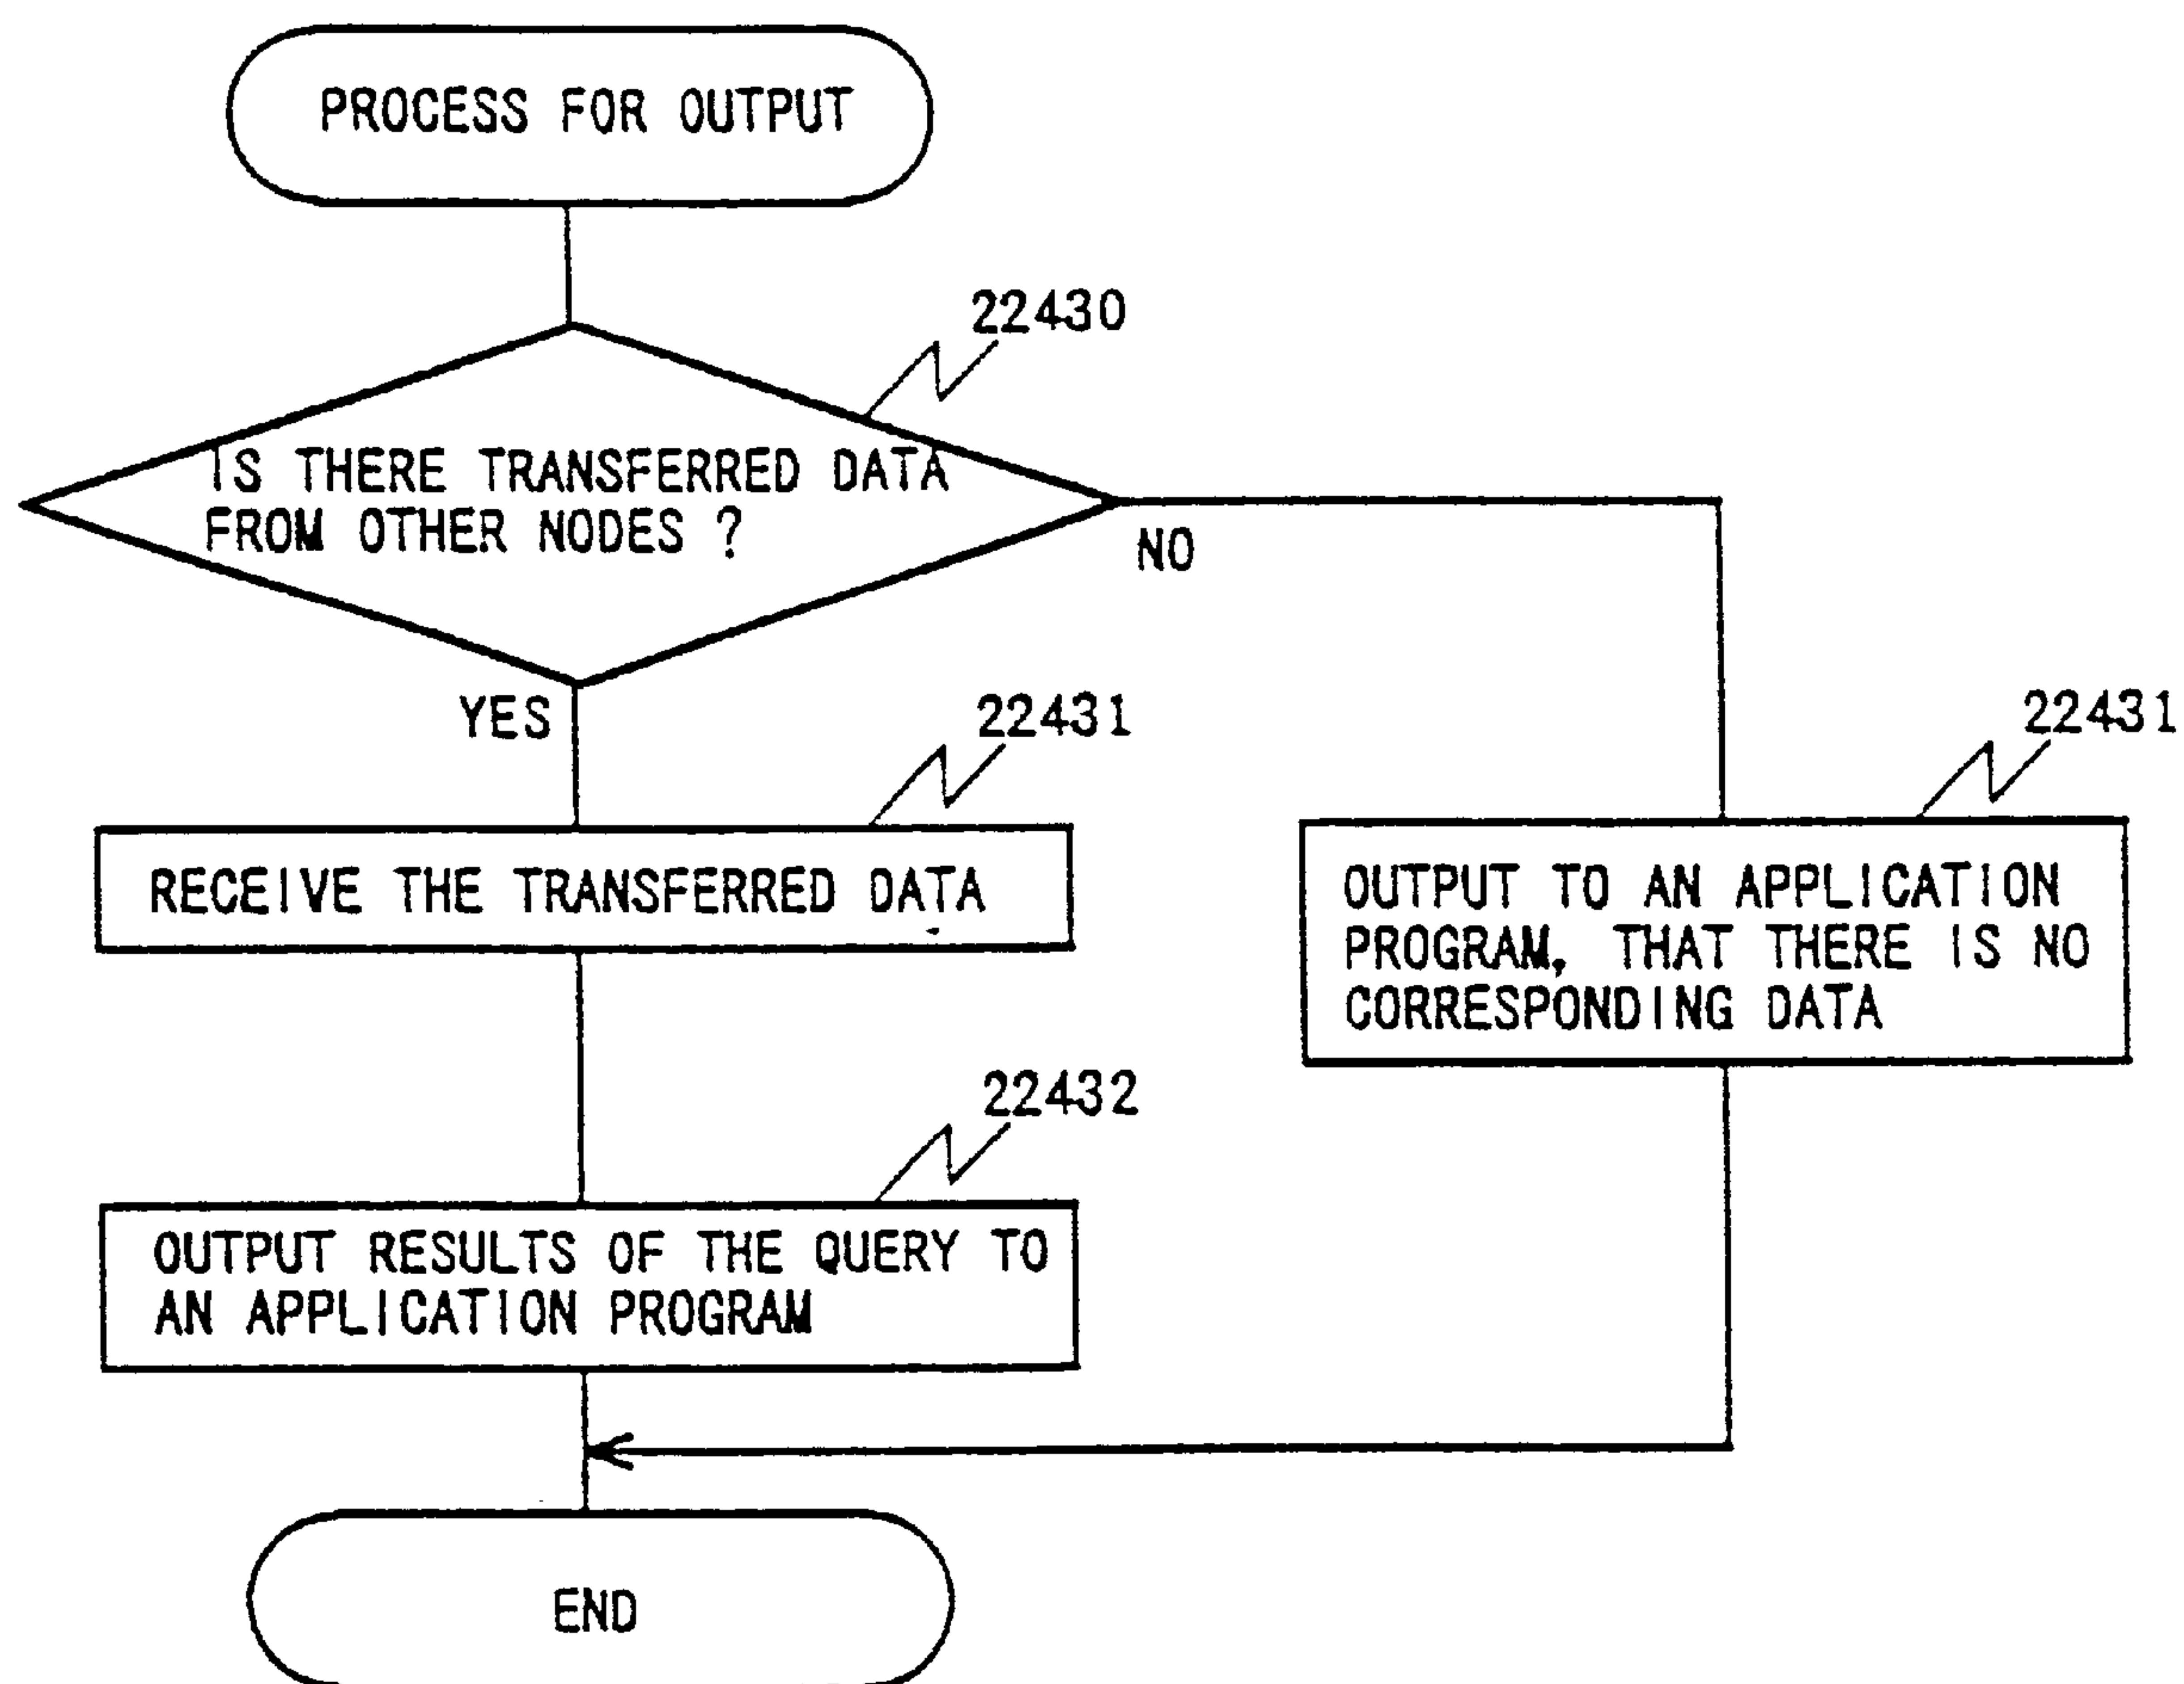 PROCESS FOR OUTPUT
22430
IS THERE TRANSFERRED DATA
FROM OTHER NODES ?
NO
YES
22431
RECEIVE THE TRANSFERRED DATA
22431
OUTPUT TO AN APPLICATION
PROGRAM, THAT THERE IS NO
CORRESPONDING DATA
22432
OUTPUT RESULTS OF THE QUERY TO
AN APPLICATION PROGRAM
END